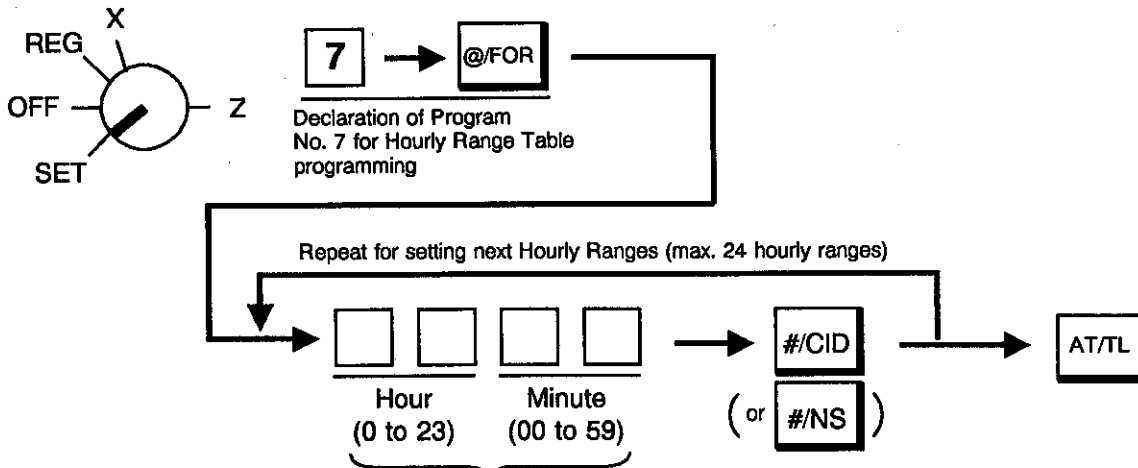 X
REG
OFF
Z
SET
7
@/FOR
Declaration of Program
No. 7 for Hourly Range Table
programming
Repeat for setting next Hourly Ranges (max. 24 hourly ranges)
#/CID
AT/TL
Hour
Minute
(or #/NS)
(0 to 23)
(00 to 59)